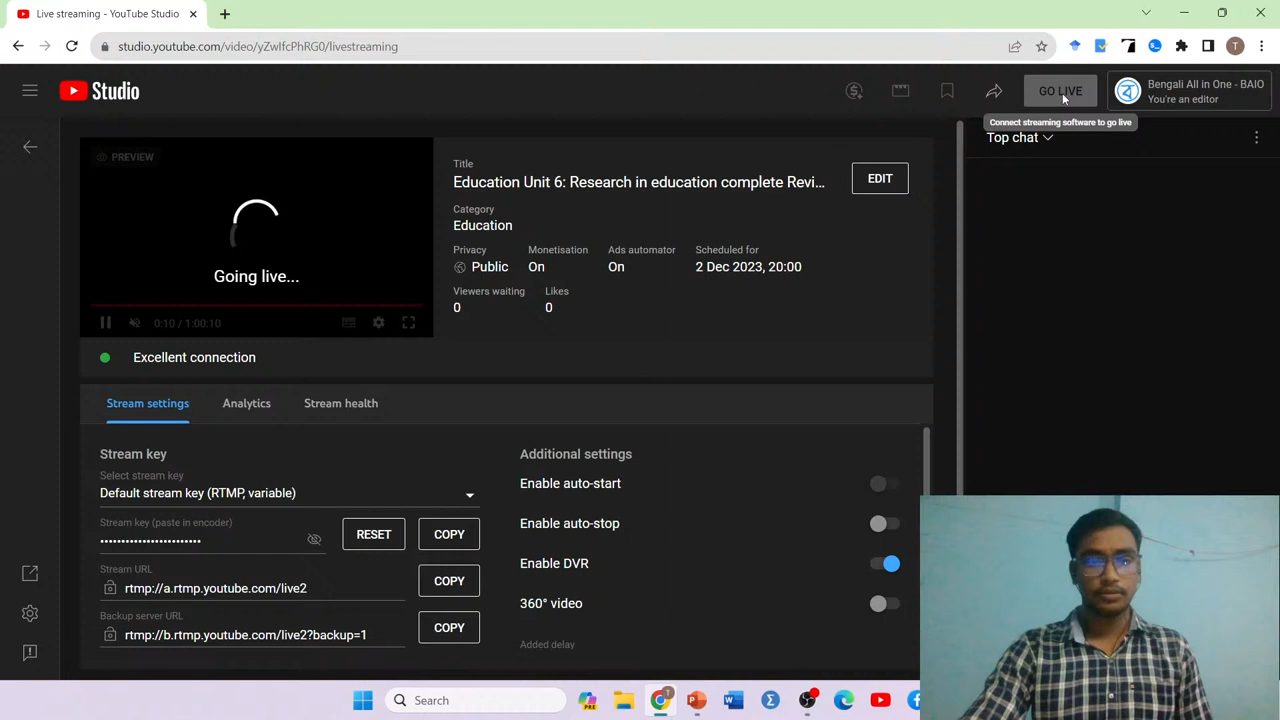 Live streaming - YouTube Studio
studio.youtube.com/video/yZwlfcPhRG0/livestreaming
T
Studio
GO LIVE
ব
Bengali All in One - BAIO
You're an editor
Connect streaming software to go live
Top chat
PREVIEW
Going live...
0:10 / 1:00:10
Title
Education Unit 6: Research in education complete Revi...
EDIT
Category
Education
Privacy
Monetisation
Ads automator
Scheduled for
Public
On
On
2 Dec 2023, 20:00
Viewers waiting
Likes
0
0
Excellent connection
Stream settings
Analytics
Stream health
Stream key
Select stream key
Default stream key (RTMP, variable)
Stream key (paste in encoder)
••••••••••••••••••••••••
RESET
COPY
Stream URL
rtmp://a.rtmp.youtube.com/live2
COPY
Backup server URL
rtmp://b.rtmp.youtube.com/live2?backup=1
COPY
Additional settings
Enable auto-start
Enable auto-stop
Enable DVR
360° video
Added delay
Search
PRE
T